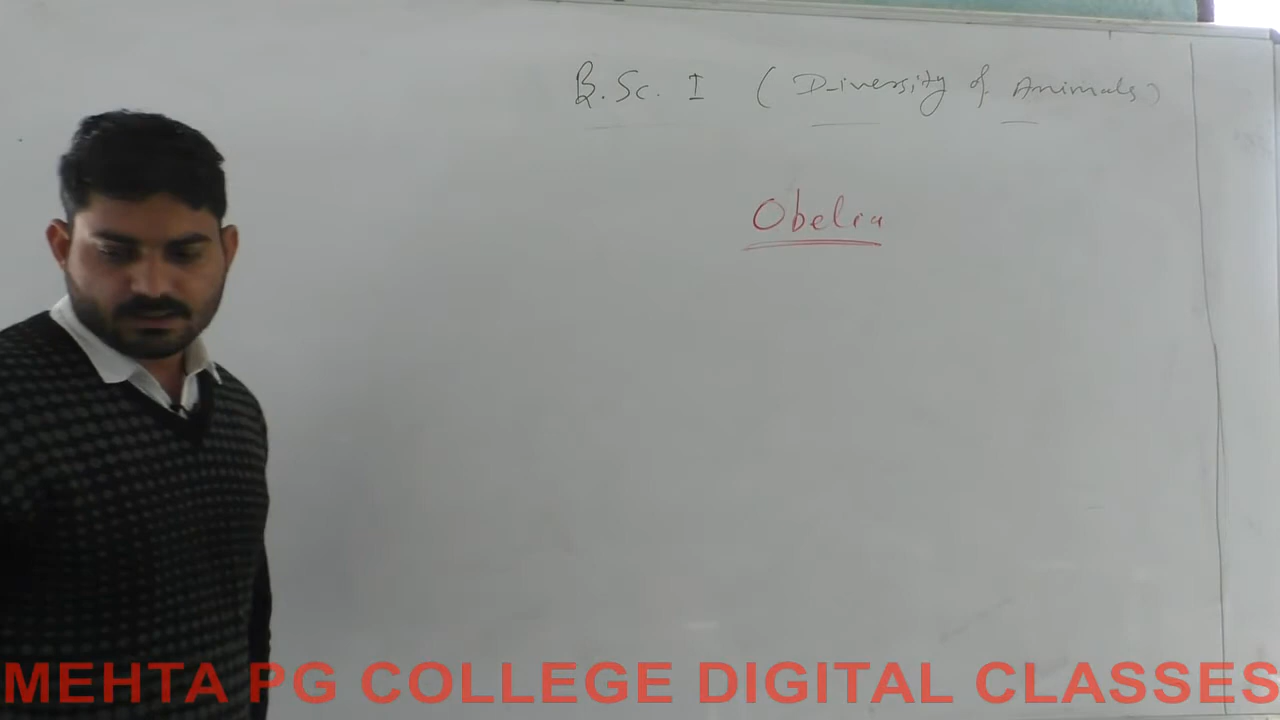 B.Sc. I (Diversity of Animals)
Obelia
MEHTA PG COLLEGE DIGITAL CLASSES